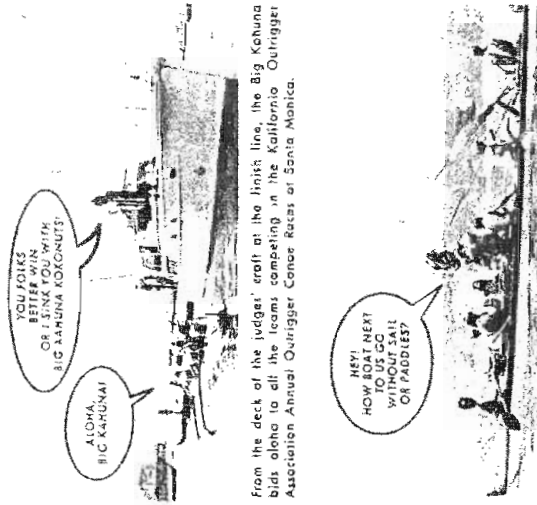 YOU FOLKS
BETTER WIN
OR I SINK YOU WITH
BIG KAHUNA KOKONUTS!
ALOHA,
BIG KAHUNA!
From the deck of the judges' craft at the finish line, the Big Kahuna
bids aloha to all the teams competing in the Kalifornia Outrigger
Association Annual Outrigger Canoe Races at Santa Monica.
HEY!
HOW BOAT NEXT
TO US GO
WITHOUT SAIL
OR PADDLES?